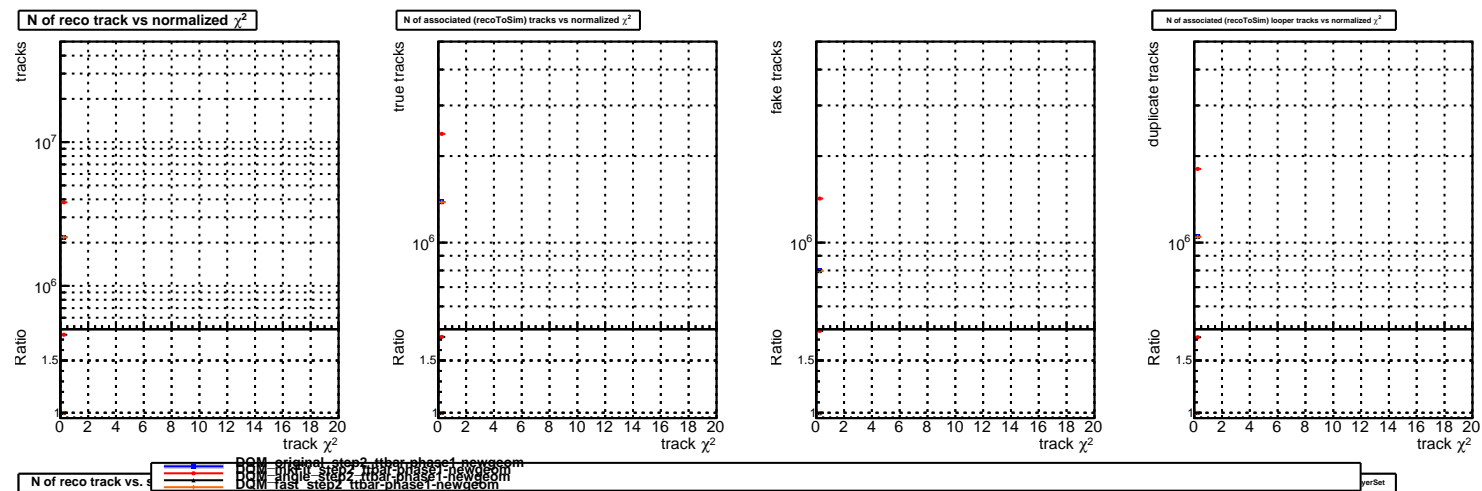 N of reco track vs normalized χ²
N of associated (recoToSim) tracks vs normalized χ²
N of associated (recoToSim) looper tracks vs normalized χ²
tracks
10⁷
10⁶
Ratio
1.5
1
0 2 4 6 8 10 12 14 16 18 20
track χ²
true tracks
10⁶
Ratio
1.5
1
0 2 4 6 8 10 12 14 16 18 20
track χ²
fake tracks
10⁶
Ratio
1.5
1
0 2 4 6 8 10 12 14 16 18 20
track χ²
duplicate tracks
10⁶
Ratio
1.5
1
0 2 4 6 8 10 12 14 16 18 20
track χ²
DQM_original_step2_ttbar-phase1-newgeom
DQM_mkFit_step2_ttbar-phase1-newgeom
DQM_angle_step2_ttbar-phase1-newgeom
DQM_fast_step2_ttbar-phase1-newgeom
N of reco track vs. s
yerSet